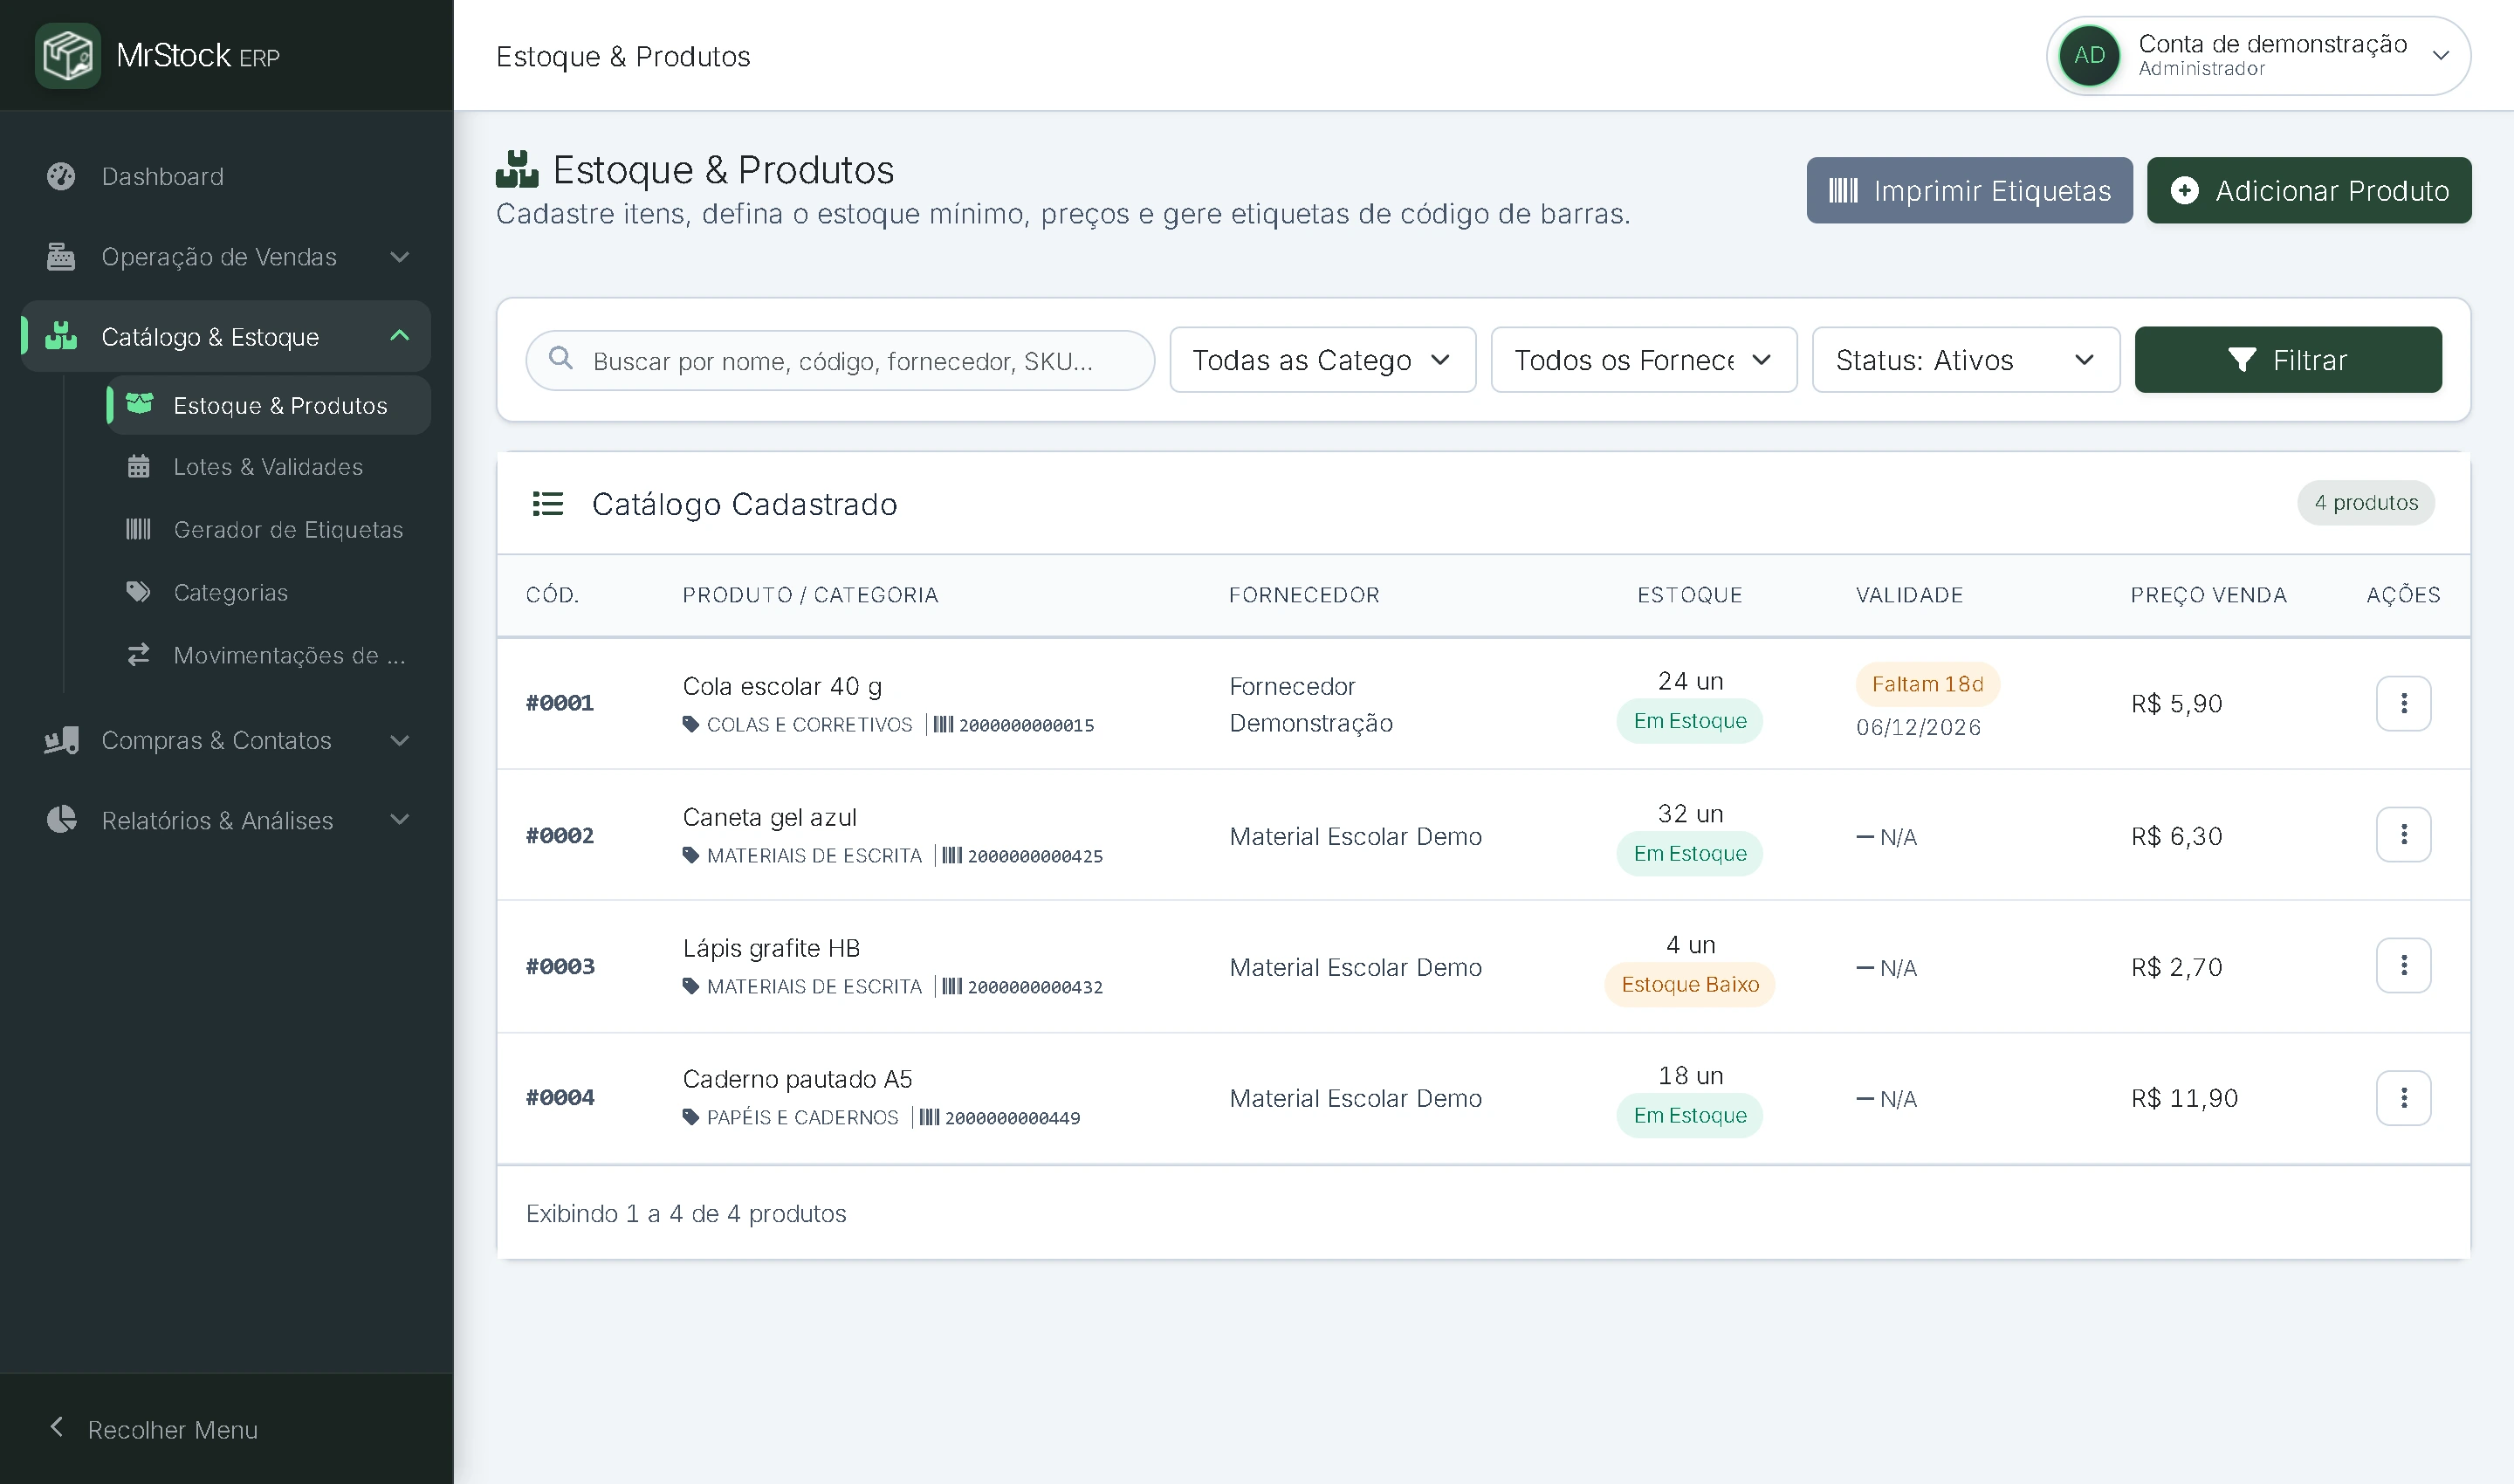 MrStock ERP
Estoque & Produtos
AD
Conta de demonstração
Administrador
Dashboard
Operação de Vendas
Catálogo & Estoque
Estoque & Produtos
Lotes & Validades
Gerador de Etiquetas
Categorias
Movimentações de ...
Compras & Contatos
Relatórios & Análises
Recolher Menu
Estoque & Produtos
Cadastre itens, defina o estoque mínimo, preços e gere etiquetas de código de barras.
Imprimir Etiquetas
Adicionar Produto
Buscar por nome, código, fornecedor, SKU...
Todas as Catego
Todos os Fornece
Status: Ativos
Filtrar
Catálogo Cadastrado
4 produtos
CÓD. PRODUTO / CATEGORIA FORNECEDOR ESTOQUE VALIDADE PREÇO VENDA AÇÕES
#0001
Cola escolar 40 g
COLAS E CORRETIVOS | 2000000000015
Fornecedor
Demonstração
24 un
Em Estoque
Faltam 18d
06/12/2026
R$ 5,90
#0002
Caneta gel azul
MATERIAIS DE ESCRITA | 2000000000425
Material Escolar Demo
32 un
Em Estoque
— N/A
R$ 6,30
#0003
Lápis grafite HB
MATERIAIS DE ESCRITA | 2000000000432
Material Escolar Demo
4 un
Estoque Baixo
— N/A
R$ 2,70
#0004
Caderno pautado A5
PAPÉIS E CADERNOS | 2000000000449
Material Escolar Demo
18 un
Em Estoque
— N/A
R$ 11,90
Exibindo 1 a 4 de 4 produtos